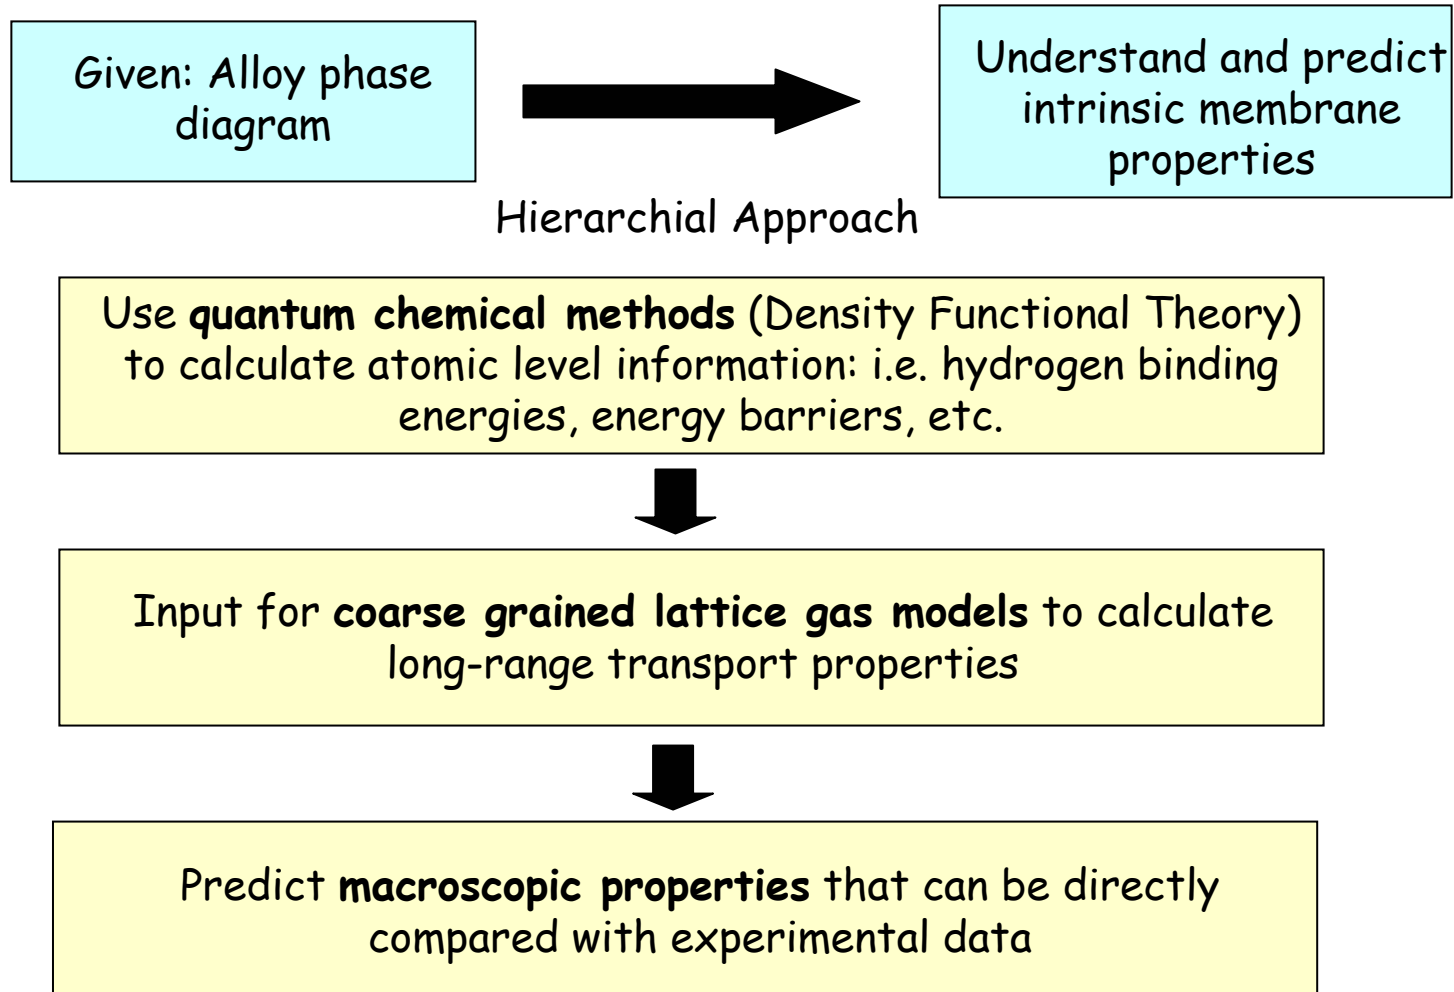 Given: Alloy phase
diagram
Understand and predict
intrinsic membrane
properties
Hierarchial Approach
Use quantum chemical methods (Density Functional Theory)
to calculate atomic level information: i.e. hydrogen binding
energies, energy barriers, etc.
Input for coarse grained lattice gas models to calculate
long-range transport properties
Predict macroscopic properties that can be directly
compared with experimental data